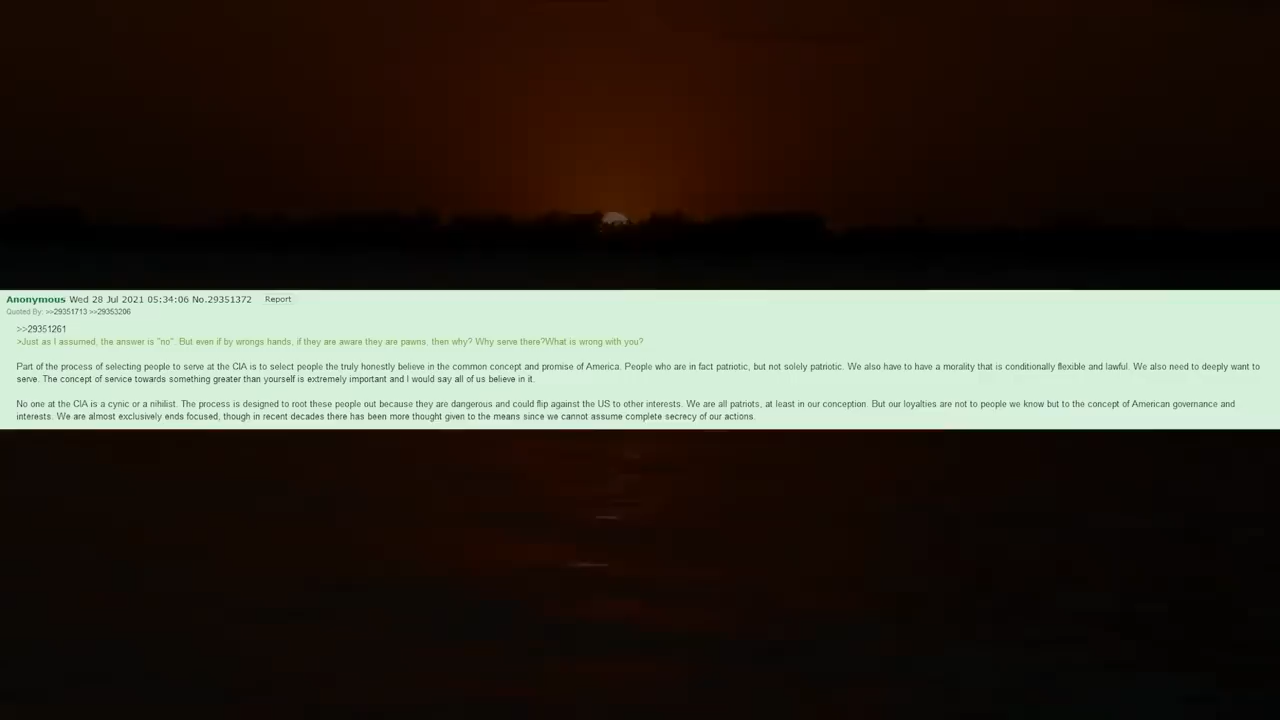 Anonymous Wed 28 Jul 2021 05:34:06 No.29351372 Report
Quoted By: >>29351713 >>29353206
>>29351261
>Just as I assumed, the answer is "no". But even if by wrongs hands, if they are aware they are pawns, then why? Why serve there?What is wrong with you?
Part of the process of selecting people to serve at the CIA is to select people the truly honestly believe in the common concept and promise of America. People who are in fact patriotic, but not solely patriotic. We also have to have a morality that is conditionally flexible and lawful. We also need to deeply want to
serve. The concept of service towards something greater than yourself is extremely important and I would say all of us believe in it.
No one at the CIA is a cynic or a nihilist. The process is designed to root these people out because they are dangerous and could flip against the US to other interests. We are all patriots, at least in our conception. But our loyalties are not to people we know but to the concept of American governance and
interests. We are almost exclusively ends focused, though in recent decades there has been more thought given to the means since we cannot assume complete secrecy of our actions.